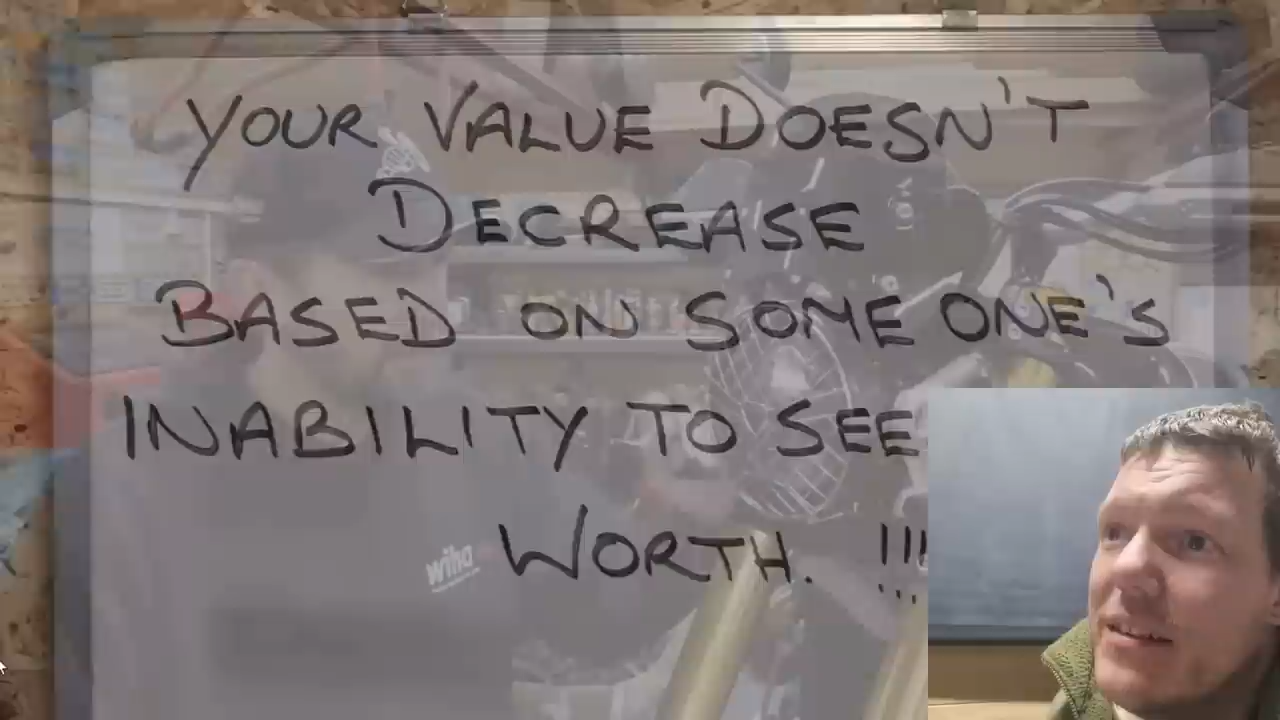 YOUR VALUE DOESN'T
DECREASE
BASED ON SOME ONE'S
INABILITY TO SEE
WORTH. !!!
wiha